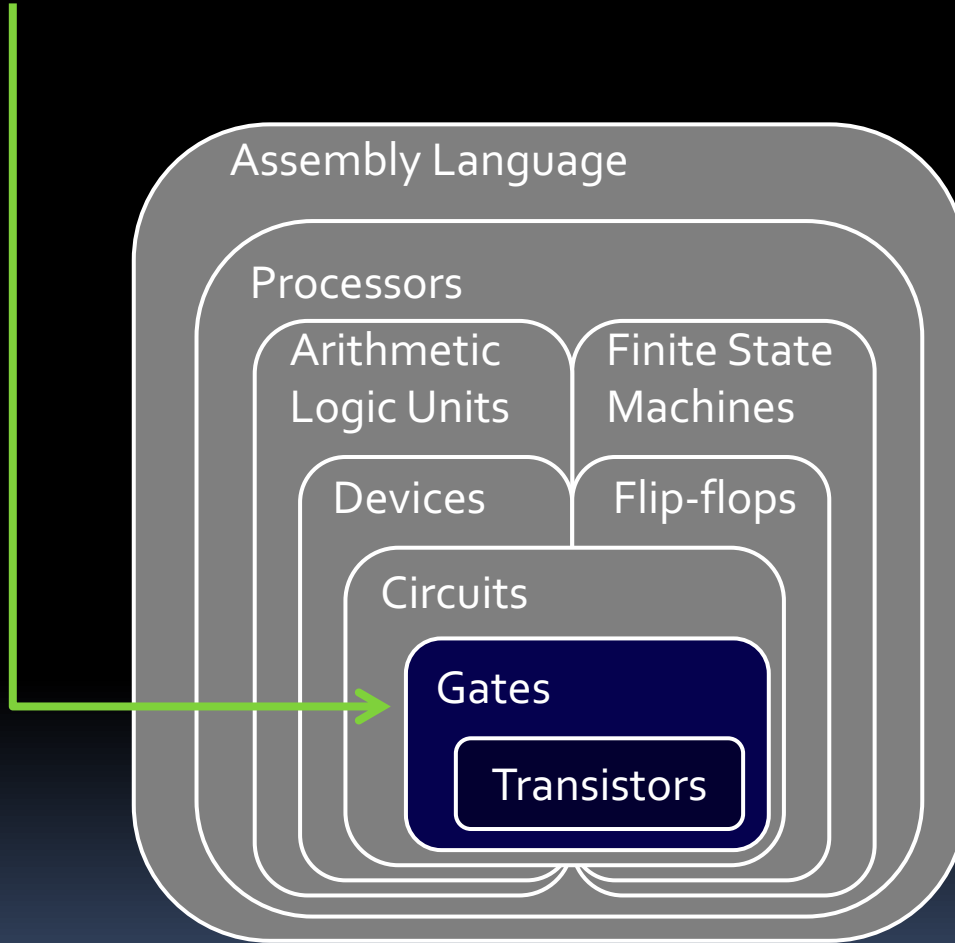 Assembly Language
Processors
Arithmetic
Logic Units
Finite State
Machines
Devices
Flip-flops
Circuits
Gates
Transistors